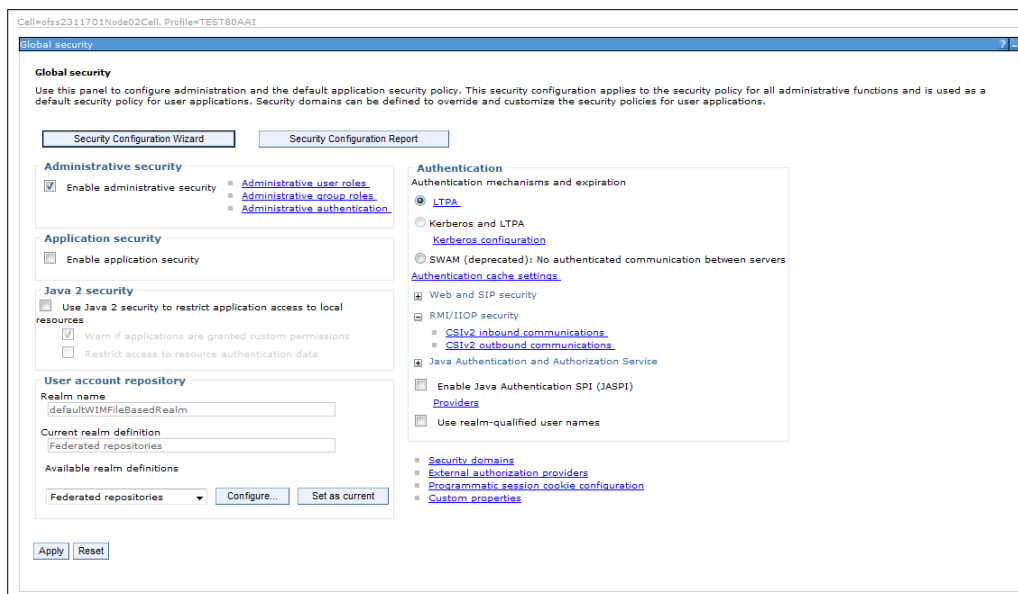 Cell=ofss2311701Node02Cell, Profile=TEST80AAI
Global security
? -
Global security
Use this panel to configure administration and the default application security policy. This security configuration applies to the security policy for all administrative functions and is used as a
default security policy for user applications. Security domains can be defined to override and customize the security policies for user applications.
Security Configuration Wizard
Security Configuration Report
Administrative security
Enable administrative security
Administrative user roles
Administrative group roles
Administrative authentication
Application security
Enable application security
Java 2 security
Use Java 2 security to restrict application access to local
resources
Warn if applications are granted custom permissions
Restrict access to resource authentication data
User account repository
Realm name
defaultWIMFileBasedRealm
Current realm definition
Federated repositories
Available realm definitions
Federated repositories
Configure...
Set as current
Authentication
Authentication mechanisms and expiration
LTPA
Kerberos and LTPA
Kerberos configuration
SWAM (deprecated): No authenticated communication between servers
Authentication cache settings
Web and SIP security
RMI/IIOP security
CSIv2 inbound communications
CSIv2 outbound communications
Java Authentication and Authorization Service
Enable Java Authentication SPI (JASPI)
Providers
Use realm-qualified user names
Security domains
External authorization providers
Programmatic session cookie configuration
Custom properties
Apply
Reset